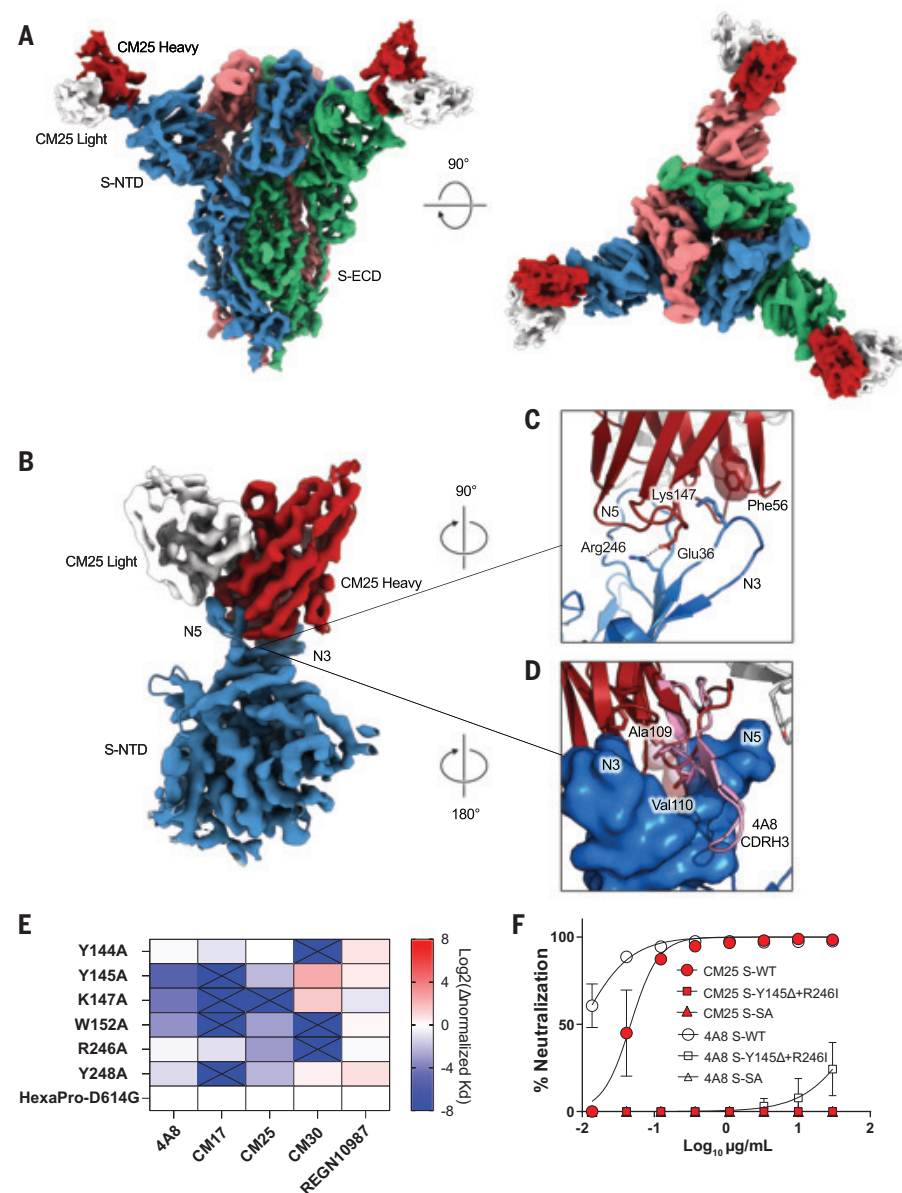 A
CM25 Heavy
CM25 Light
S-NTD
S-ECD
90°
B
CM25 Light
CM25 Heavy
N5
N3
S-NTD
90°
180°
C
Lys147
N5
Phe56
Arg246
Glu36
N3
D
Ala109
N3
N5
Val110
4A8
CDRH3
E
Y144A
Y145A
K147A
W152A
R246A
Y248A
HexaPro-D614G
4A8
CM17
CM25
CM30
REGN10987
8
4
0
-4
-8
Log2(Δnormalized Kd)
F
% Neutralization
100
50
0
-2
-1
0
1
2
Log10 µg/mL
CM25 S-WT
CM25 S-Y145Δ+R246I
CM25 S-SA
4A8 S-WT
4A8 S-Y145Δ+R246I
4A8 S-SA